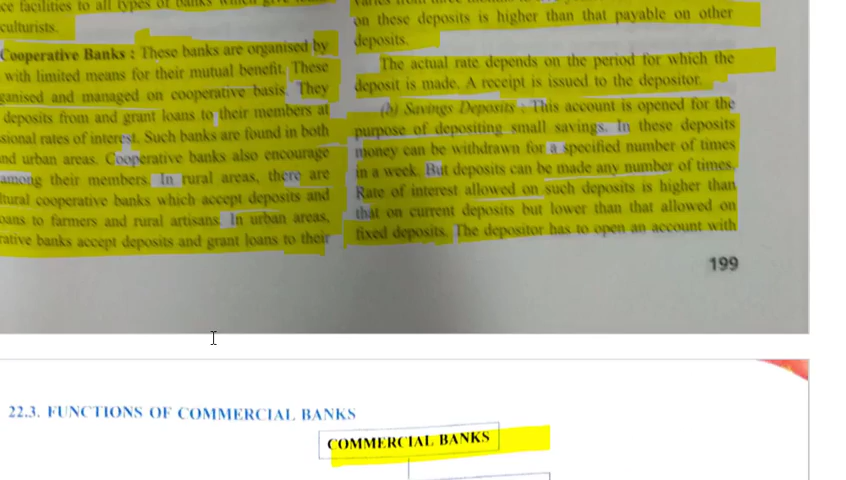 ce facilities to all types of banks which give
culturists.
Cooperative Banks : These banks are organised by
with limited means for their mutual benefit. These
ganised and managed on cooperative basis. They
deposits from and grant loans to their members at
sional rates of interest. Such banks are found in both
nd urban areas. Cooperative banks also encourage
among their members. In rural areas, there are
ltural cooperative banks which accept deposits and
oans to farmers and rural artisans. In urban areas,
rative banks accept deposits and grant loans to their
on these deposits is higher than that payable on other
deposits.
The actual rate depends on the period for which the
deposit is made. A receipt is issued to the depositor.
(b) Savings Deposits : This account is opened for the
purpose of depositing small savings. In these deposits
money can be withdrawn for a specified number of times
in a week. But deposits can be made any number of times.
Rate of interest allowed on such deposits is higher than
that on current deposits but lower than that allowed on
fixed deposits. The depositor has to open an account with
199
22.3. FUNCTIONS OF COMMERCIAL BANKS
COMMERCIAL BANKS